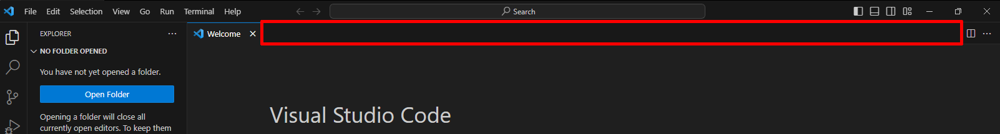 File Edit Selection View Go Run Terminal Help Search
EXPLORER
Welcome
NO FOLDER OPENED
You have not yet opened a folder.
Open Folder
Opening a folder will close all
currently open editors. To keep them
Visual Studio Code